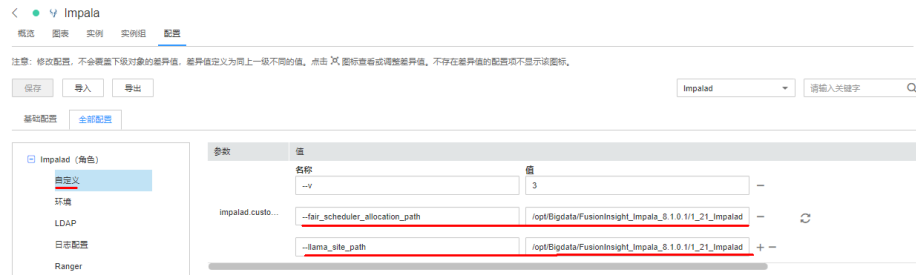 Impala
概览 图表 实例 实例组 配置
注意：修改配置，不会覆盖下级对象的差异值，差异值定义为同上一级不同的值。点击 图标查看或调整差异值。不存在差异值的配置项不显示该图标。
保存 导入 导出 Impalad 请输入关键字
基础配置 全部配置
Impalad（角色）
自定义
环境
LDAP
日志配置
Ranger
参数 值
名称 值
--v 3
impalad.custo...
--fair_scheduler_allocation_path /opt/Bigdata/FusionInsight_Impala_8.1.0.1/1_21_Impalad
--llama_site_path /opt/Bigdata/FusionInsight_Impala_8.1.0.1/1_21_Impalad